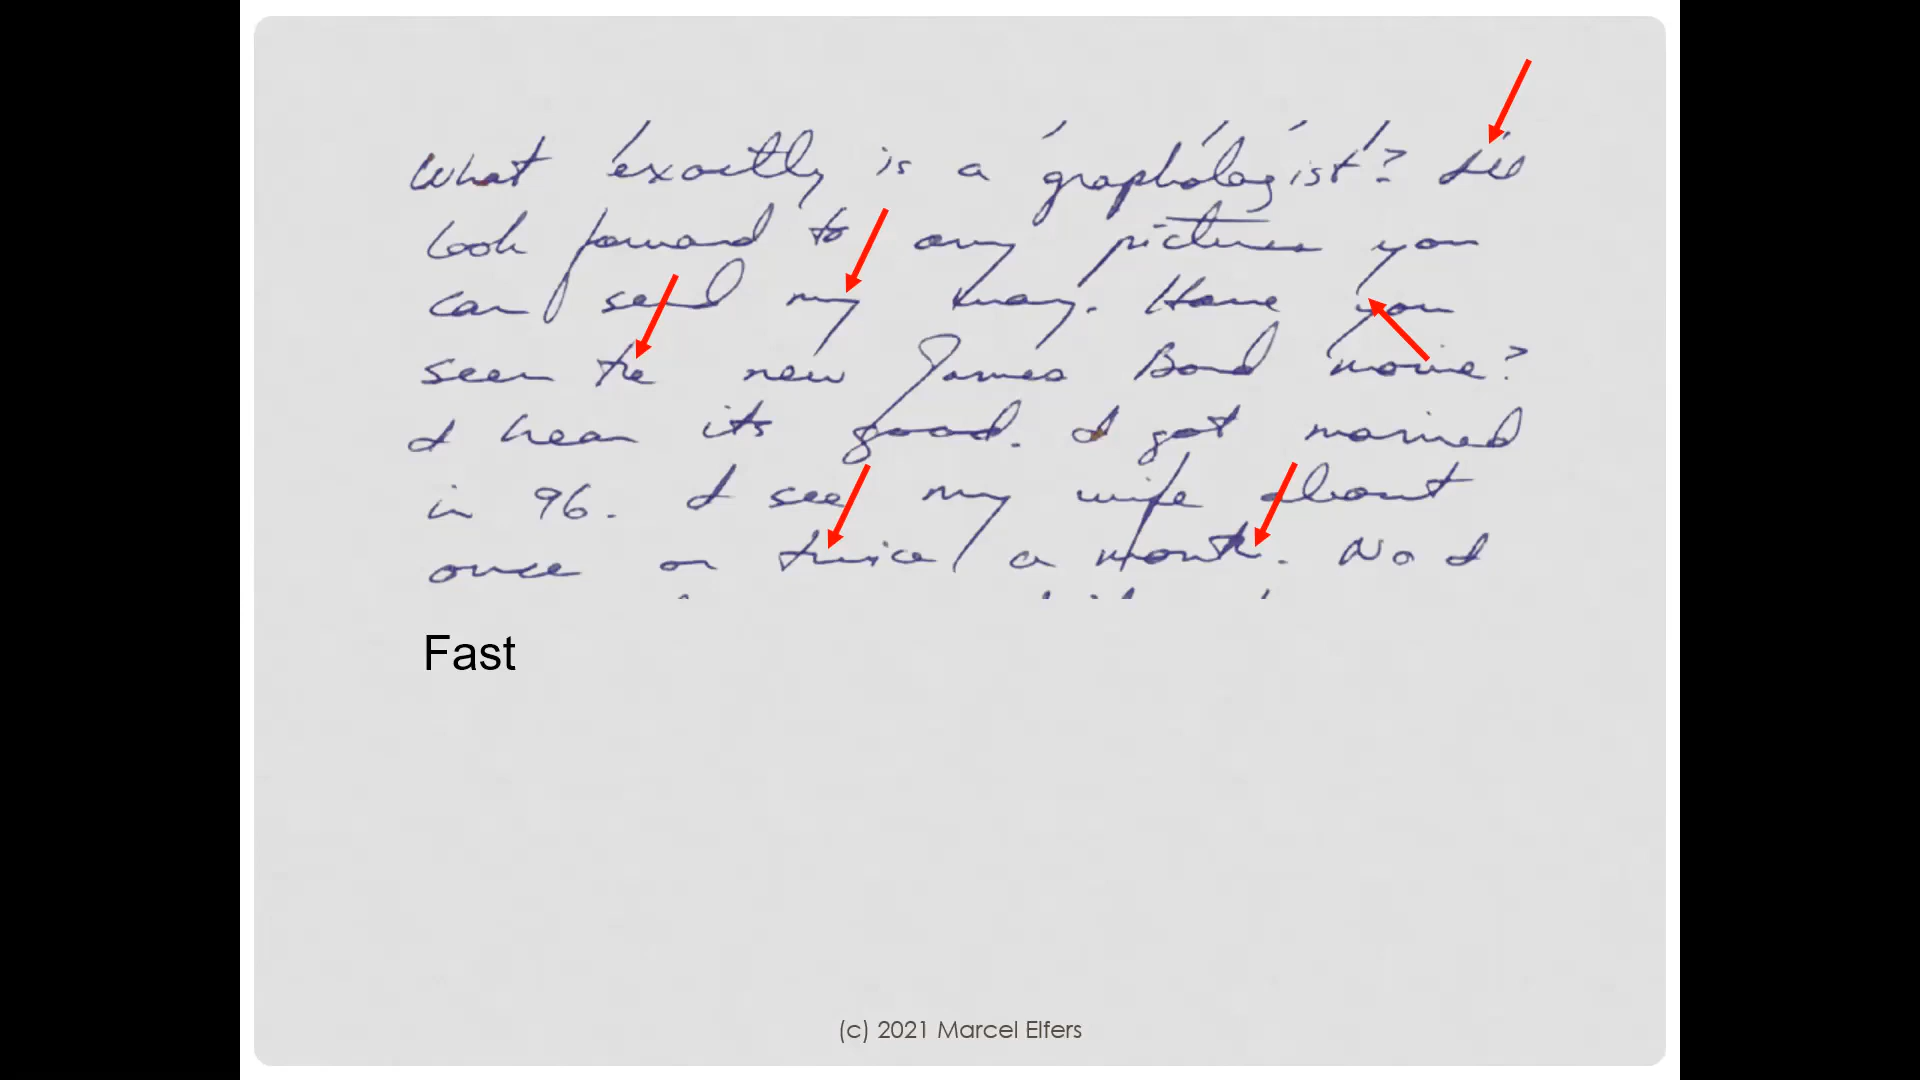 What exactly is a graphologist? I'll
look forward to any pictures you
can send my way. Have you
seen the new James Bond movie?
I hear its good. I got married
in 96. I see my wife about
once or twice a month. No I
Fast
(c) 2021 Marcel Elfers